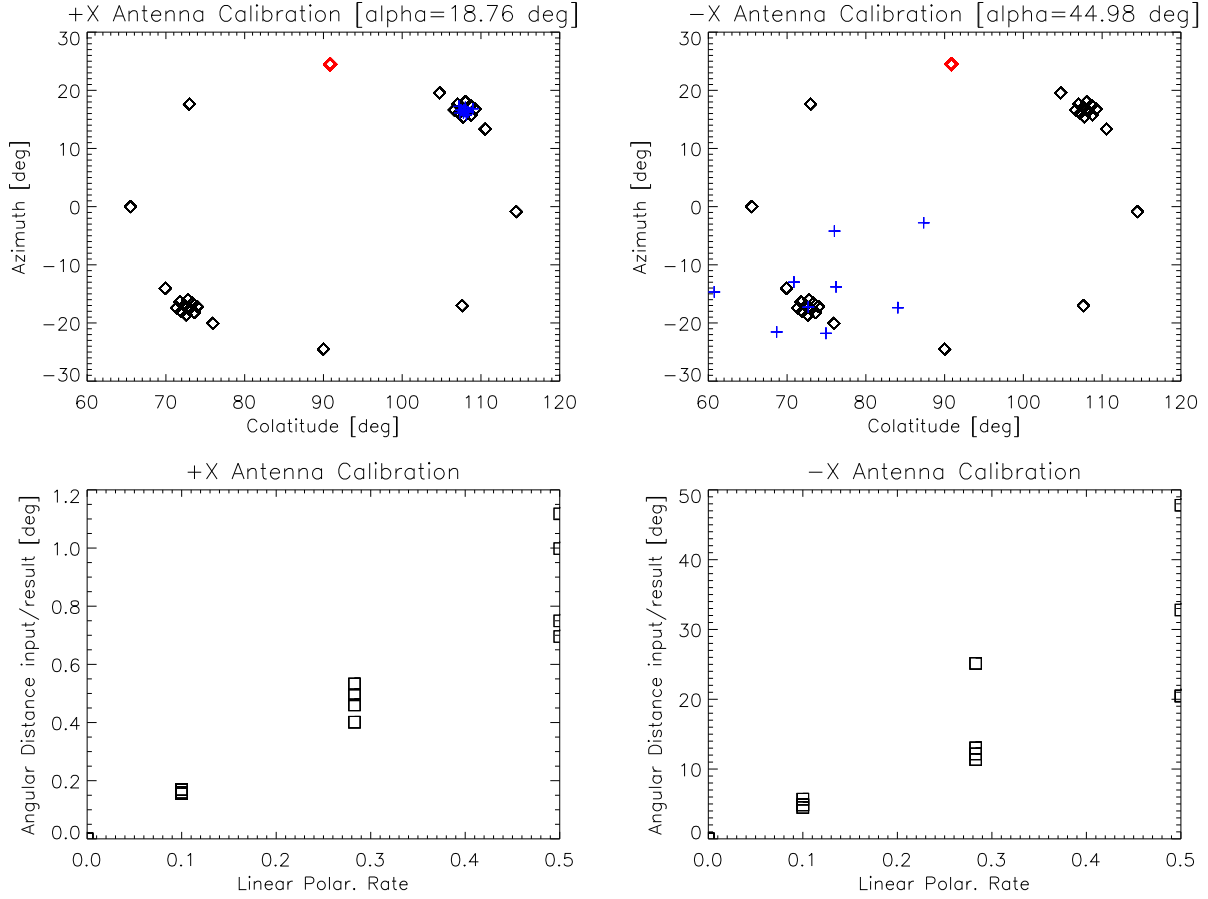 +X Antenna Calibration [alpha=18.76 deg]
30
20
10
0
−10
−20
−30
Azimuth [deg]
60 70 80 90 100 110 120
Colatitude [deg]
−X Antenna Calibration [alpha=44.98 deg]
30
20
10
0
−10
−20
−30
Azimuth [deg]
60 70 80 90 100 110 120
Colatitude [deg]
+X Antenna Calibration
1.2
1.0
0.8
0.6
0.4
0.2
0.0
Angular Distance input/result [deg]
0.0 0.1 0.2 0.3 0.4 0.5
Linear Polar. Rate
−X Antenna Calibration
50
40
30
20
10
0
Angular Distance input/result [deg]
0.0 0.1 0.2 0.3 0.4 0.5
Linear Polar. Rate